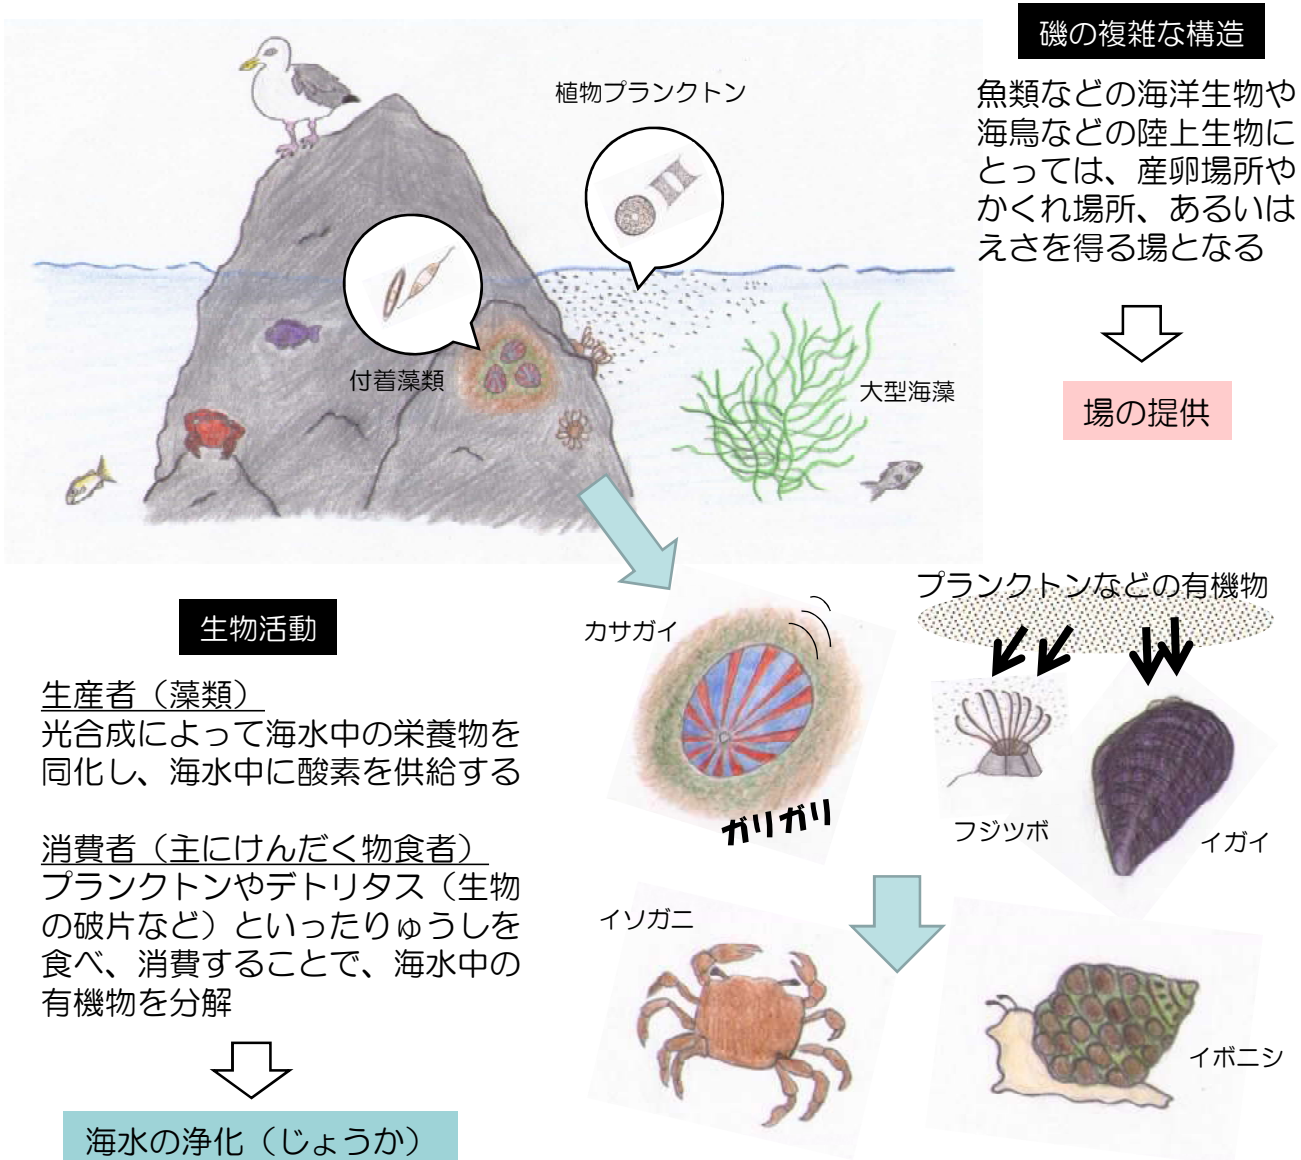 磯の複雑な構造
魚類などの海洋生物や
海鳥などの陸上生物に
とっては、産卵場所や
かくれ場所、あるいは
えさを得る場となる
場の提供
植物プランクトン
付着藻類
大型海藻
生物活動
生産者（藻類）
光合成によって海水中の栄養物を
同化し、海水中に酸素を供給する
消費者（主にけんだく物食者）
プランクトンやデトリタス（生物
の破片など）といったりゅうしを
食べ、消費することで、海水中の
有機物を分解
海水の浄化（じょうか）
カサガイ
ガリガリ
プランクトンなどの有機物
フジツボ
イガイ
イソガニ
イボニシ